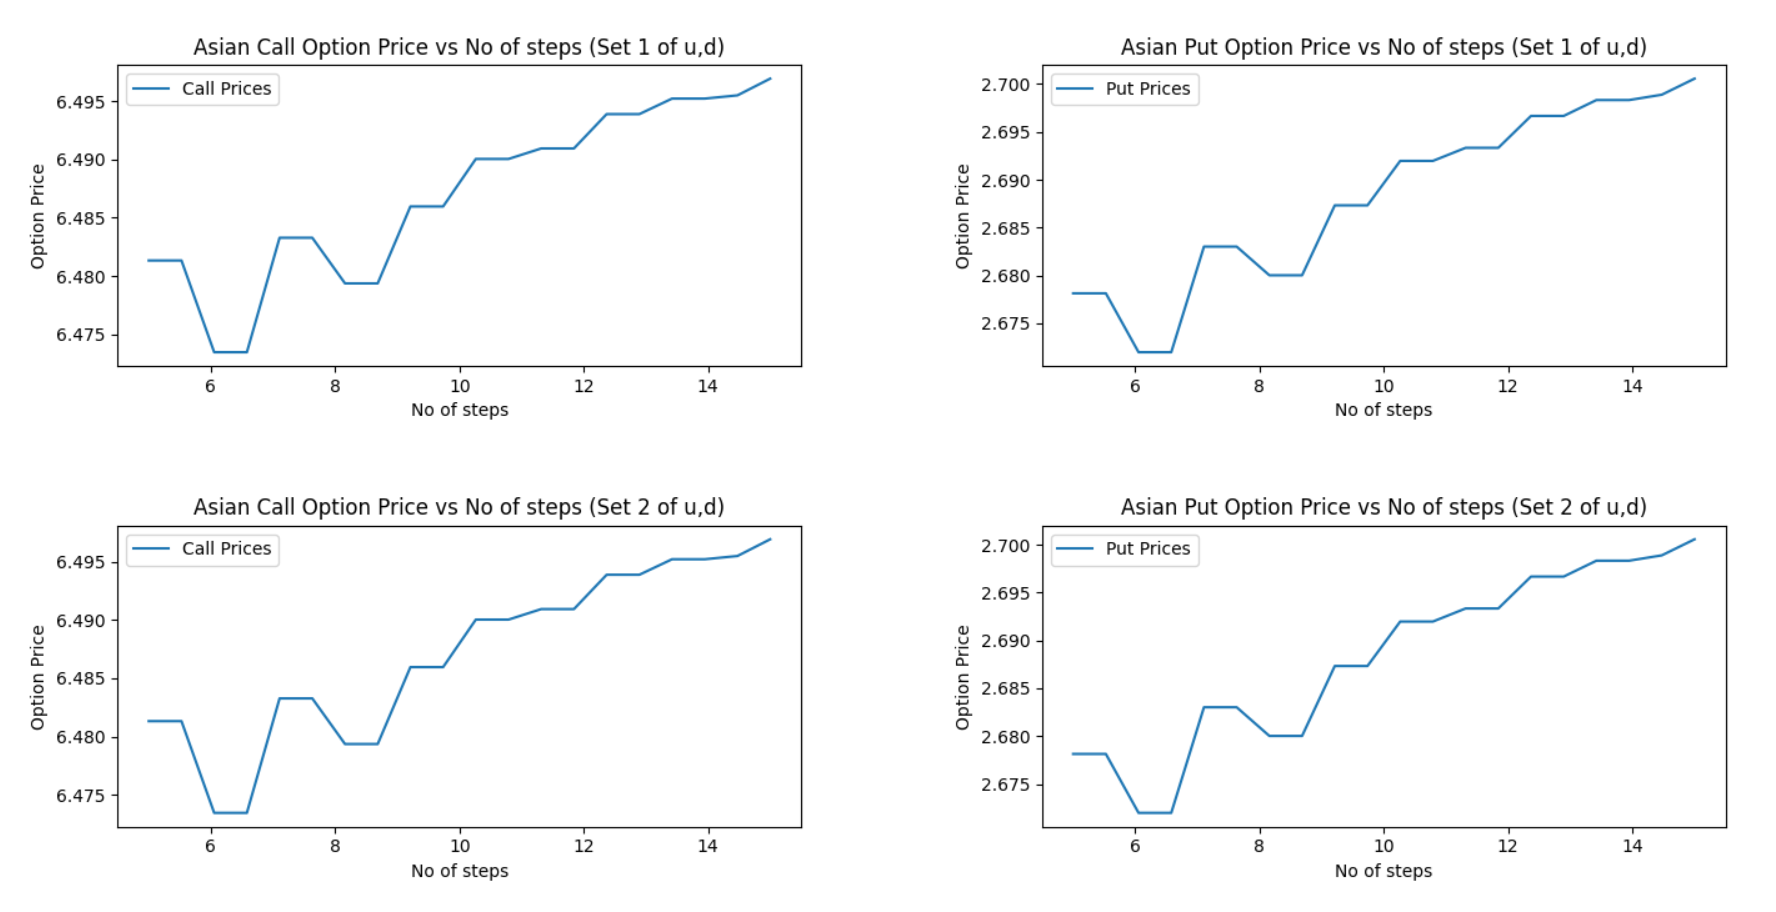 Asian Call Option Price vs No of steps (Set 1 of u,d)
Call Prices
6.495
6.490
6.485
6.480
6.475
Option Price
6 8 10 12 14
No of steps
Asian Put Option Price vs No of steps (Set 1 of u,d)
Put Prices
2.700
2.695
2.690
2.685
2.680
2.675
Option Price
6 8 10 12 14
No of steps
Asian Call Option Price vs No of steps (Set 2 of u,d)
Call Prices
6.495
6.490
6.485
6.480
6.475
Option Price
6 8 10 12 14
No of steps
Asian Put Option Price vs No of steps (Set 2 of u,d)
Put Prices
2.700
2.695
2.690
2.685
2.680
2.675
Option Price
6 8 10 12 14
No of steps